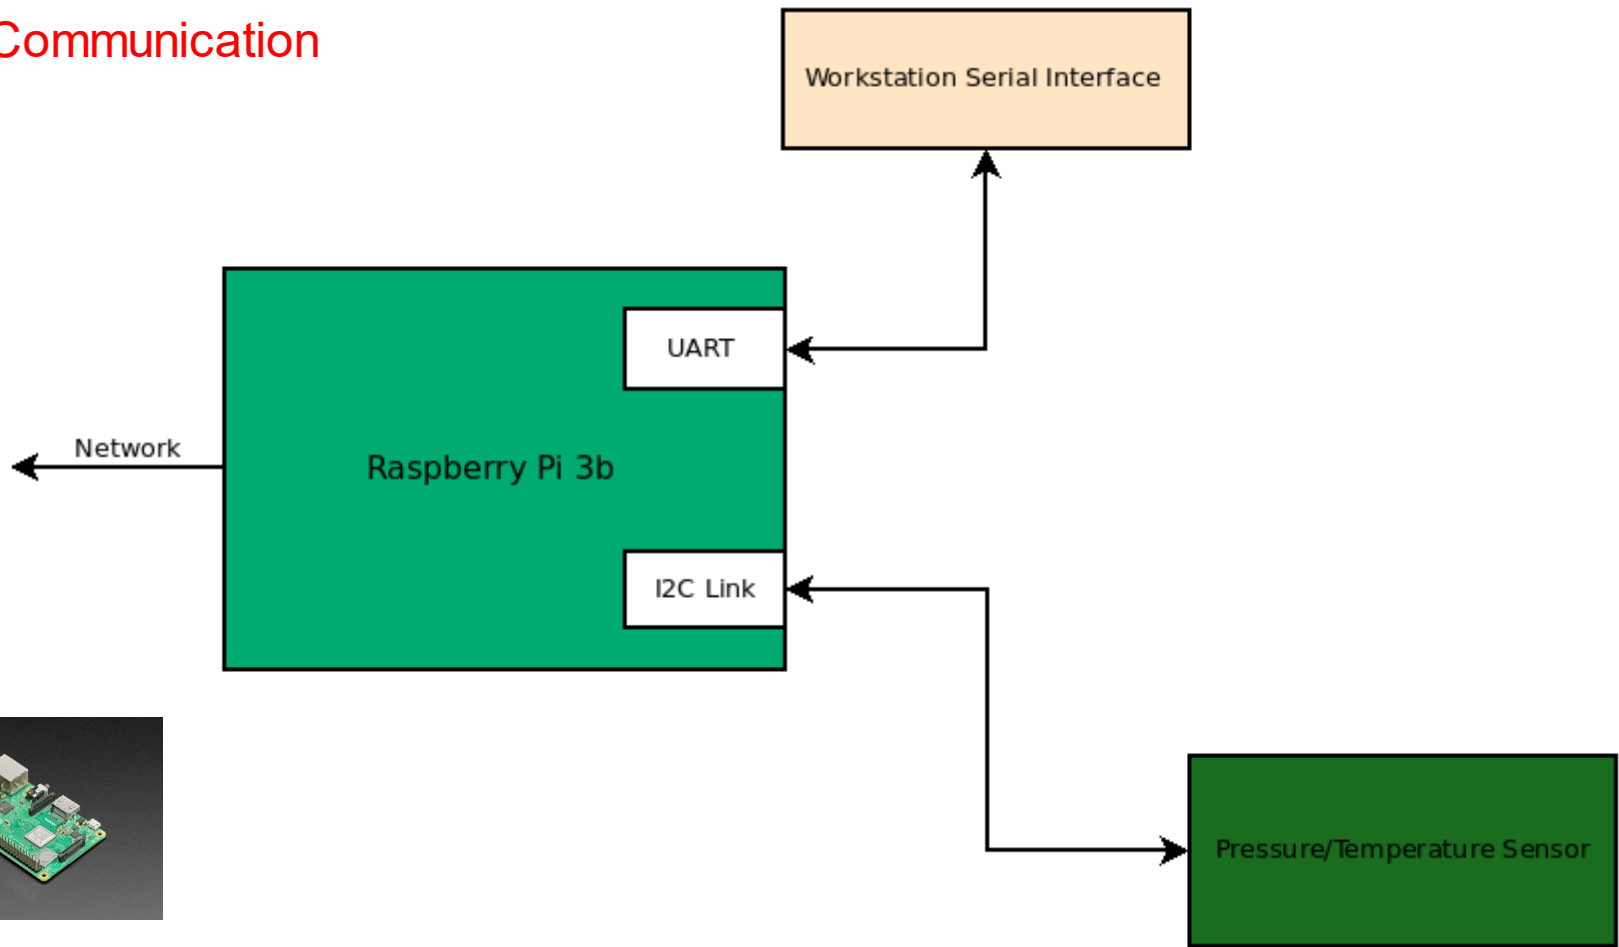 Communication
Workstation Serial Interface
UART
Network
Raspberry Pi 3b
I2C Link
Pressure/Temperature Sensor